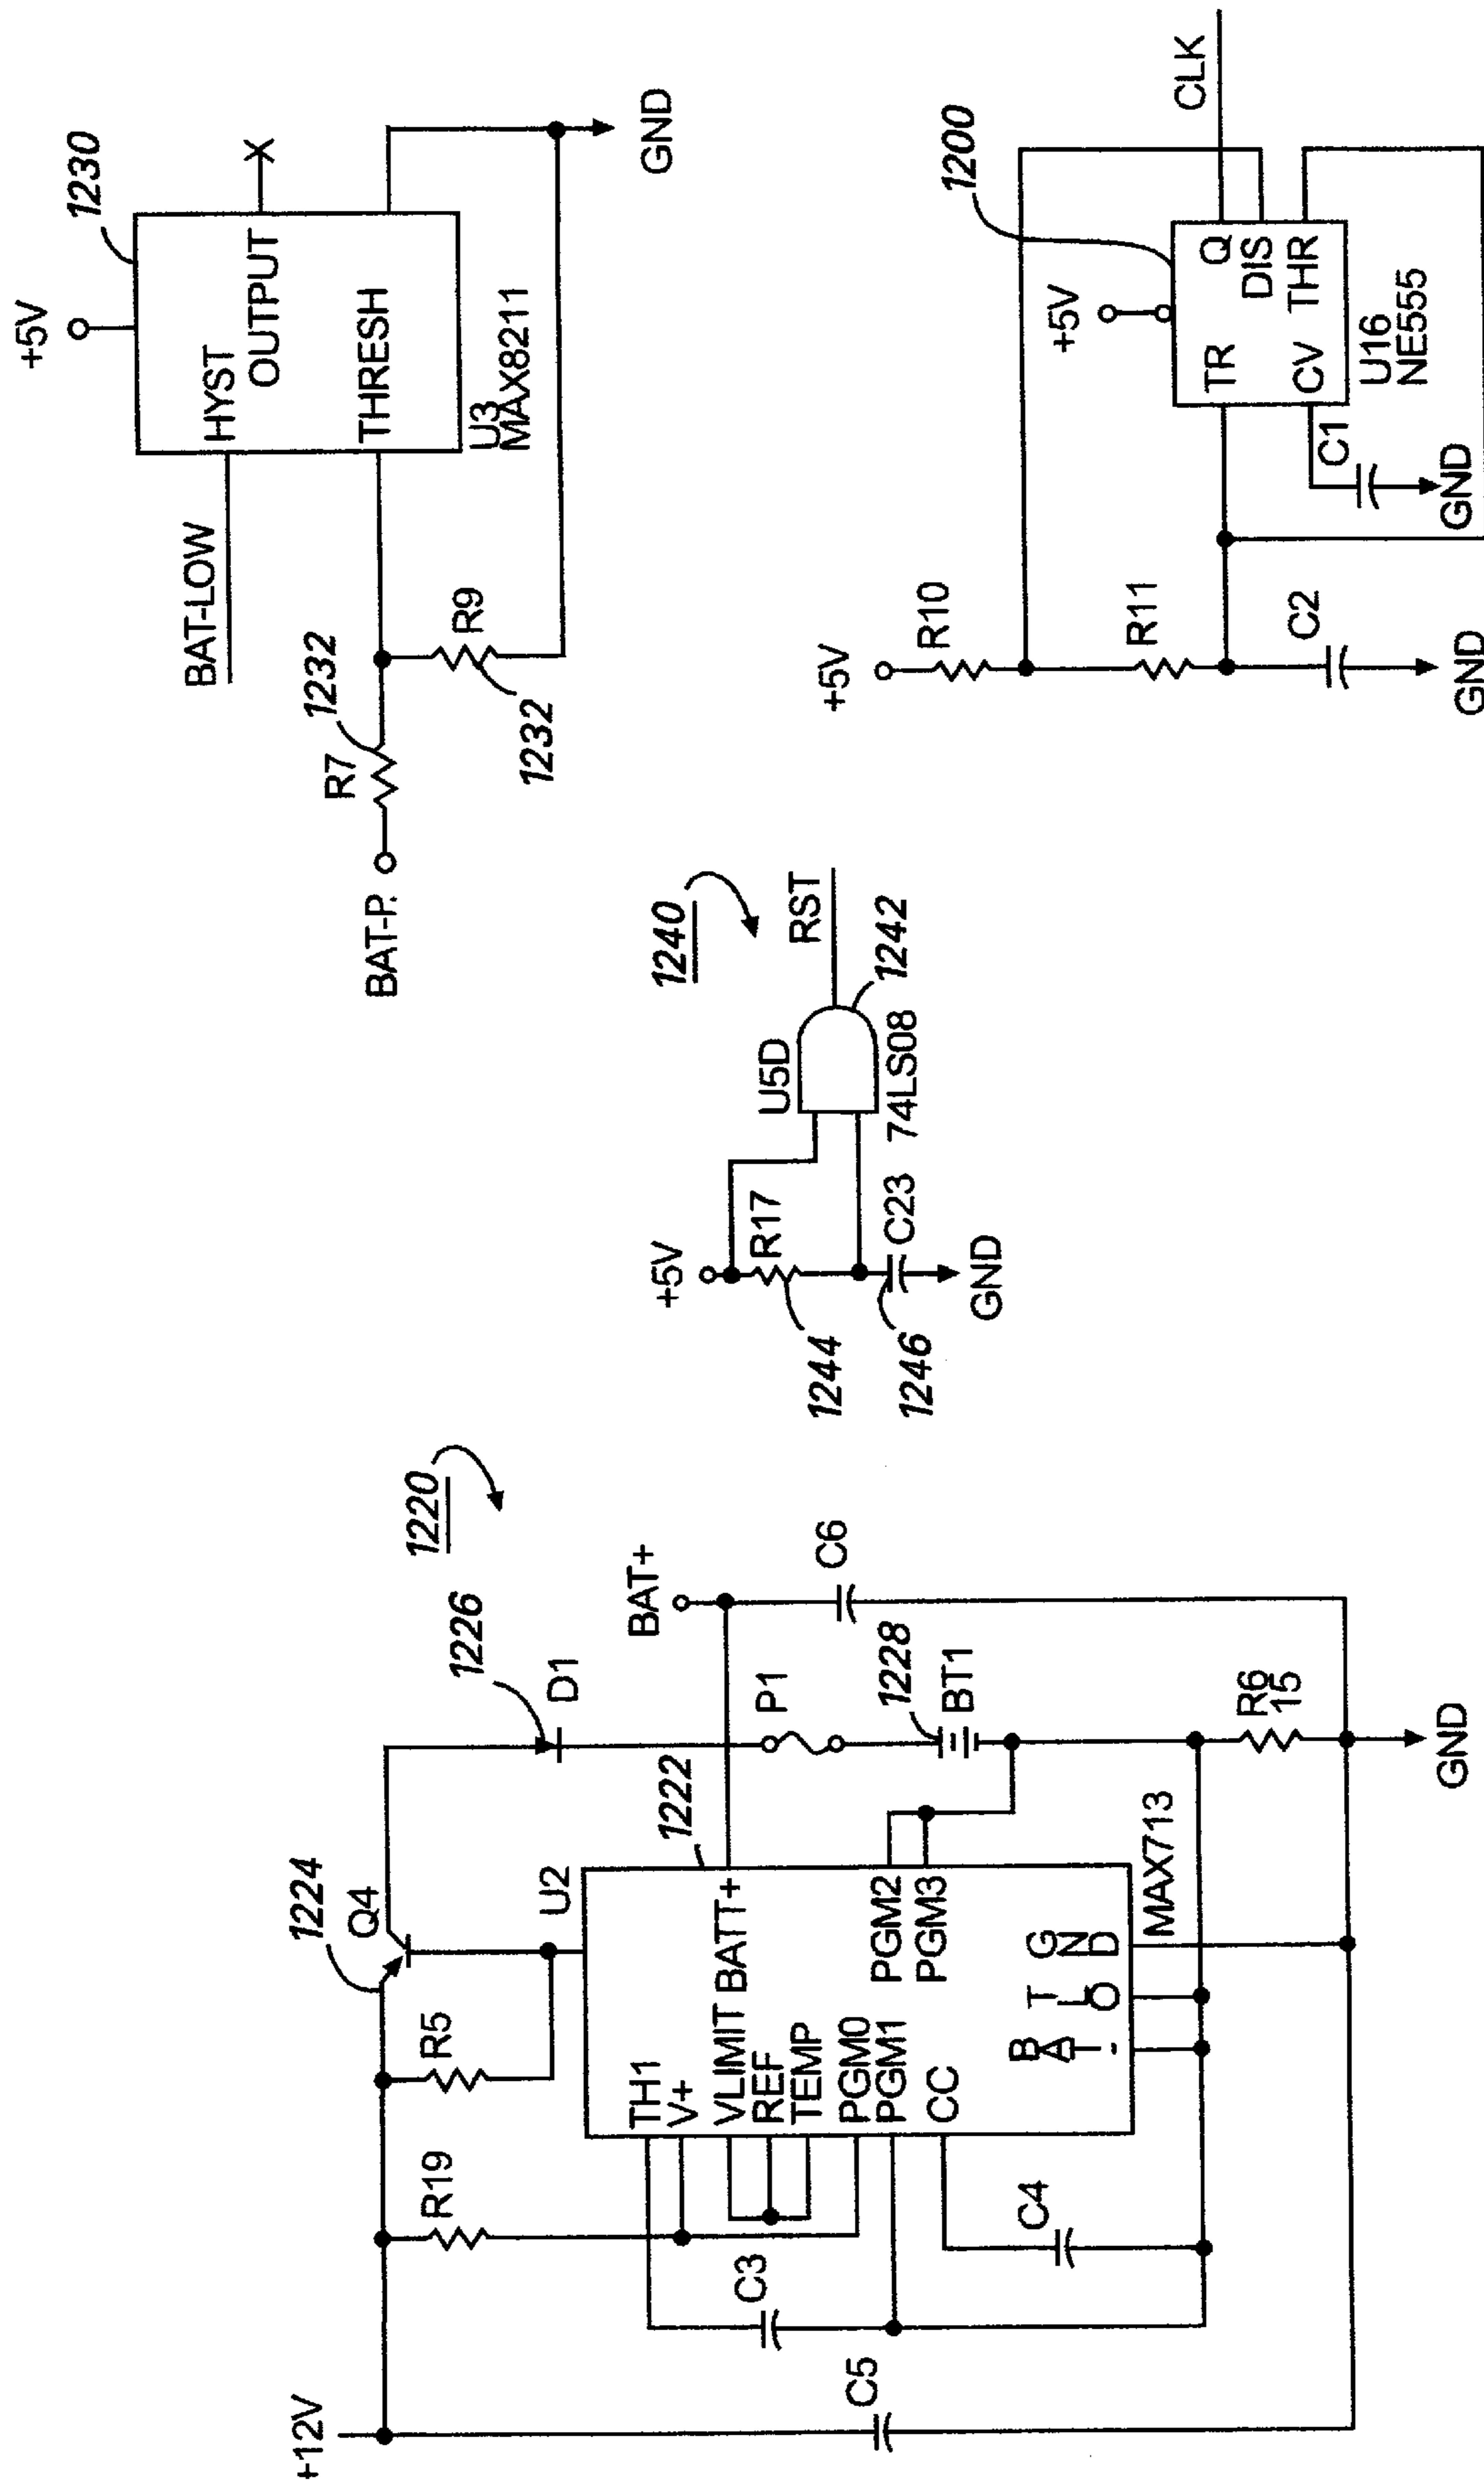 +12V
C5
C3
R19
R5
1224
Q4
TH1
V+
VLIMIT BATT+
REF
TEMP
PGM0
PGM1
CC
PGM2
PGM3
BAT-
TLO
GND
U2
1222
MAX713
C4
1220
1226
D1
P1
BAT+
C6
1228
BT1
R6
15
GND
1240
+5V
R17
1244
1246
C23
GND
U5D
74LS08
1242
RST
BAT-P.
R7
1232
1232
R9
BAT-LOW
+5V
1230
HYST
OUTPUT
X
THRESH
U3
MAX8211
GND
+5V
R10
R11
C2
GND
C1
GND
+5V
1200
TR
Q
DIS
CV
THR
U16
NE555
CLK